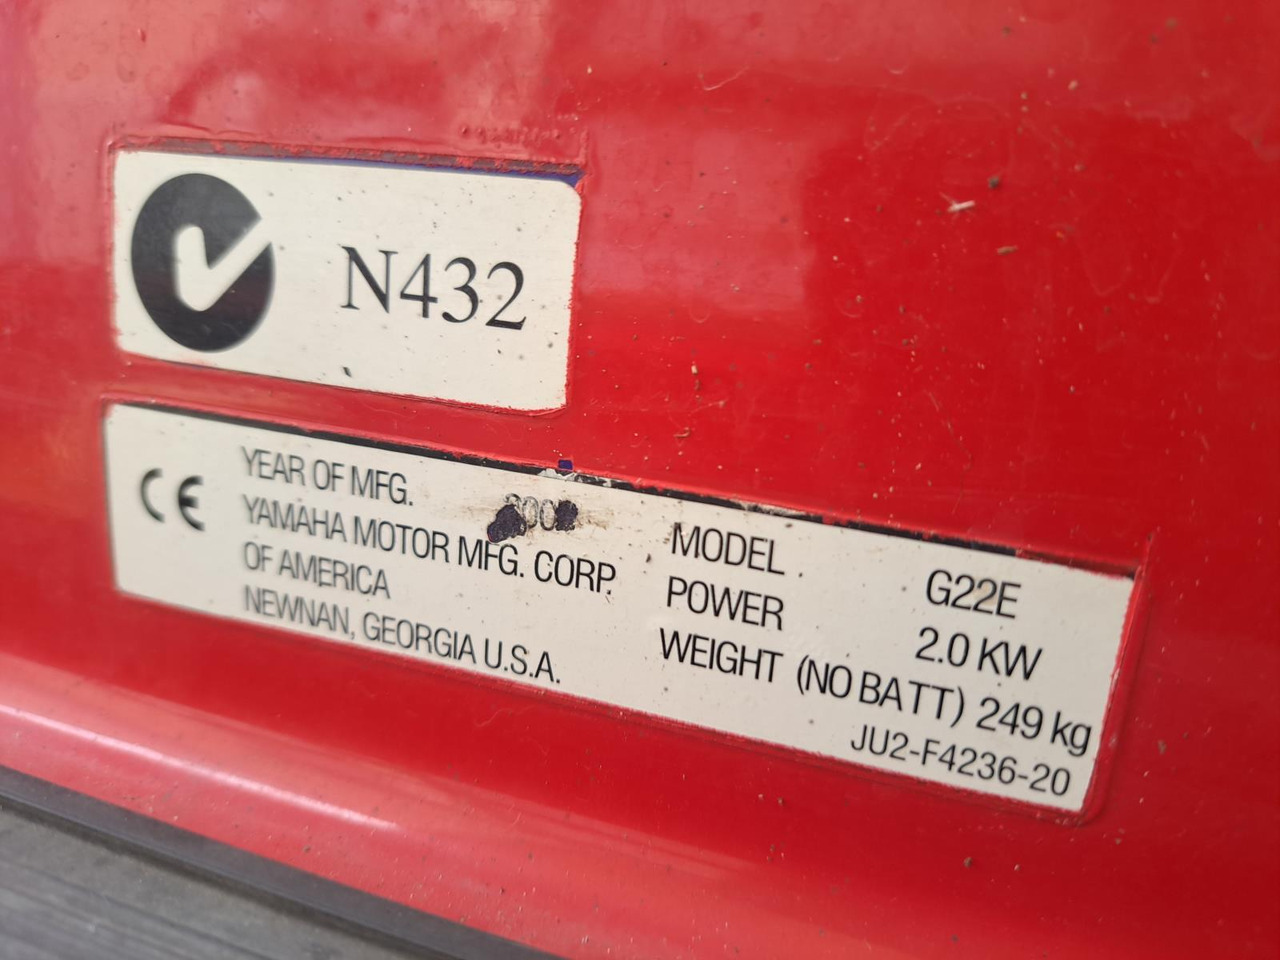 N432
CE
YEAR OF MFG.
YAMAHA MOTOR MFG. CORP.
OF AMERICA
NEWNAN, GEORGIA U.S.A.
MODEL G22E
POWER 2.0 KW
WEIGHT (NO BATT) 249 kg
JU2-F4236-20